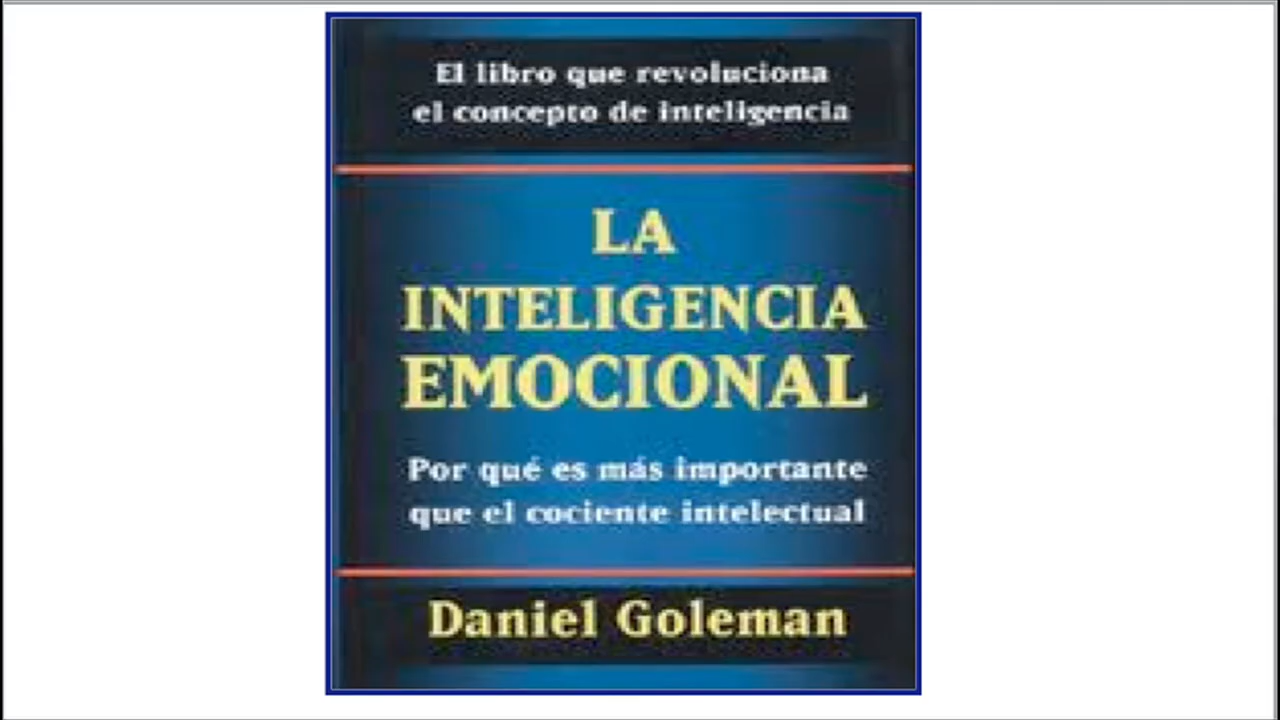 El libro que revoluciona
el concepto de inteligencia
LA
INTELIGENCIA
EMOCIONAL
Por qué es más importante
que el cociente intelectual
Daniel Goleman